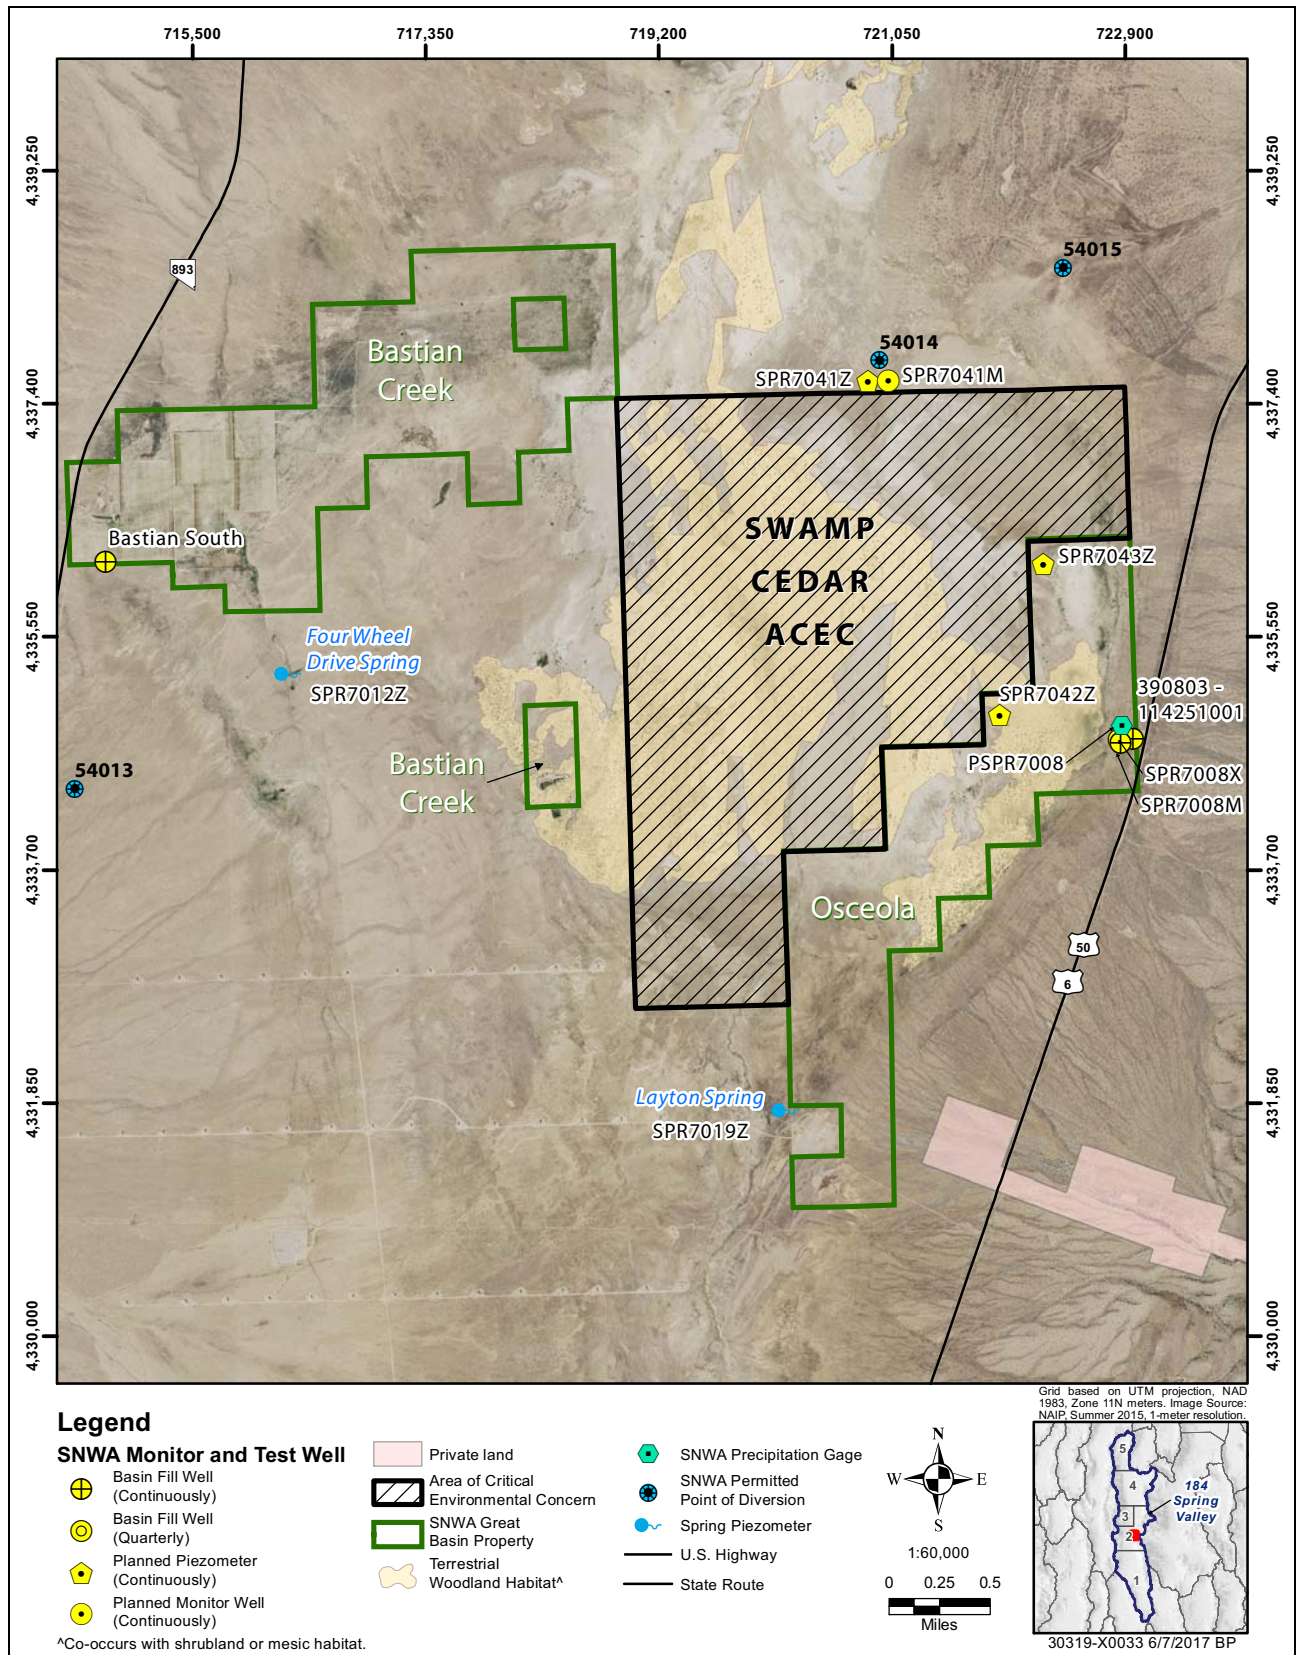 715,500
717,350
719,200
721,050
722,900
4,339,250
4,339,250
893
54015
54014
SPR7041Z
SPR7041M
Bastian
Creek
4,337,400
4,337,400
SWAMP
CEDAR
ACEC
Bastian South
SPR7043Z
4,335,550
4,335,550
Four Wheel
Drive Spring
SPR7012Z
SPR7042Z
390803 -
114251001
54013
Bastian
Creek
PSPR7008
SPR7008X
SPR7008M
4,333,700
4,333,700
Osceola
50
6
Layton Spring
SPR7019Z
4,331,850
4,331,850
4,330,000
4,330,000
Grid based on UTM projection, NAD
1983, Zone 11N meters. Image Source:
NAIP, Summer 2015, 1-meter resolution.
Legend
SNWA Monitor and Test Well
Basin Fill Well
(Continuously)
Basin Fill Well
(Quarterly)
Planned Piezometer
(Continuously)
Planned Monitor Well
(Continuously)
^Co-occurs with shrubland or mesic habitat.
Private land
Area of Critical
Environmental Concern
SNWA Great
Basin Property
Terrestrial
Woodland Habitat^
SNWA Precipitation Gage
SNWA Permitted
Point of Diversion
Spring Piezometer
U.S. Highway
State Route
N
W
E
S
1:60,000
0 0.25 0.5
Miles
5
4
3
2
1
184
Spring
Valley
30319-X0033 6/7/2017 BP